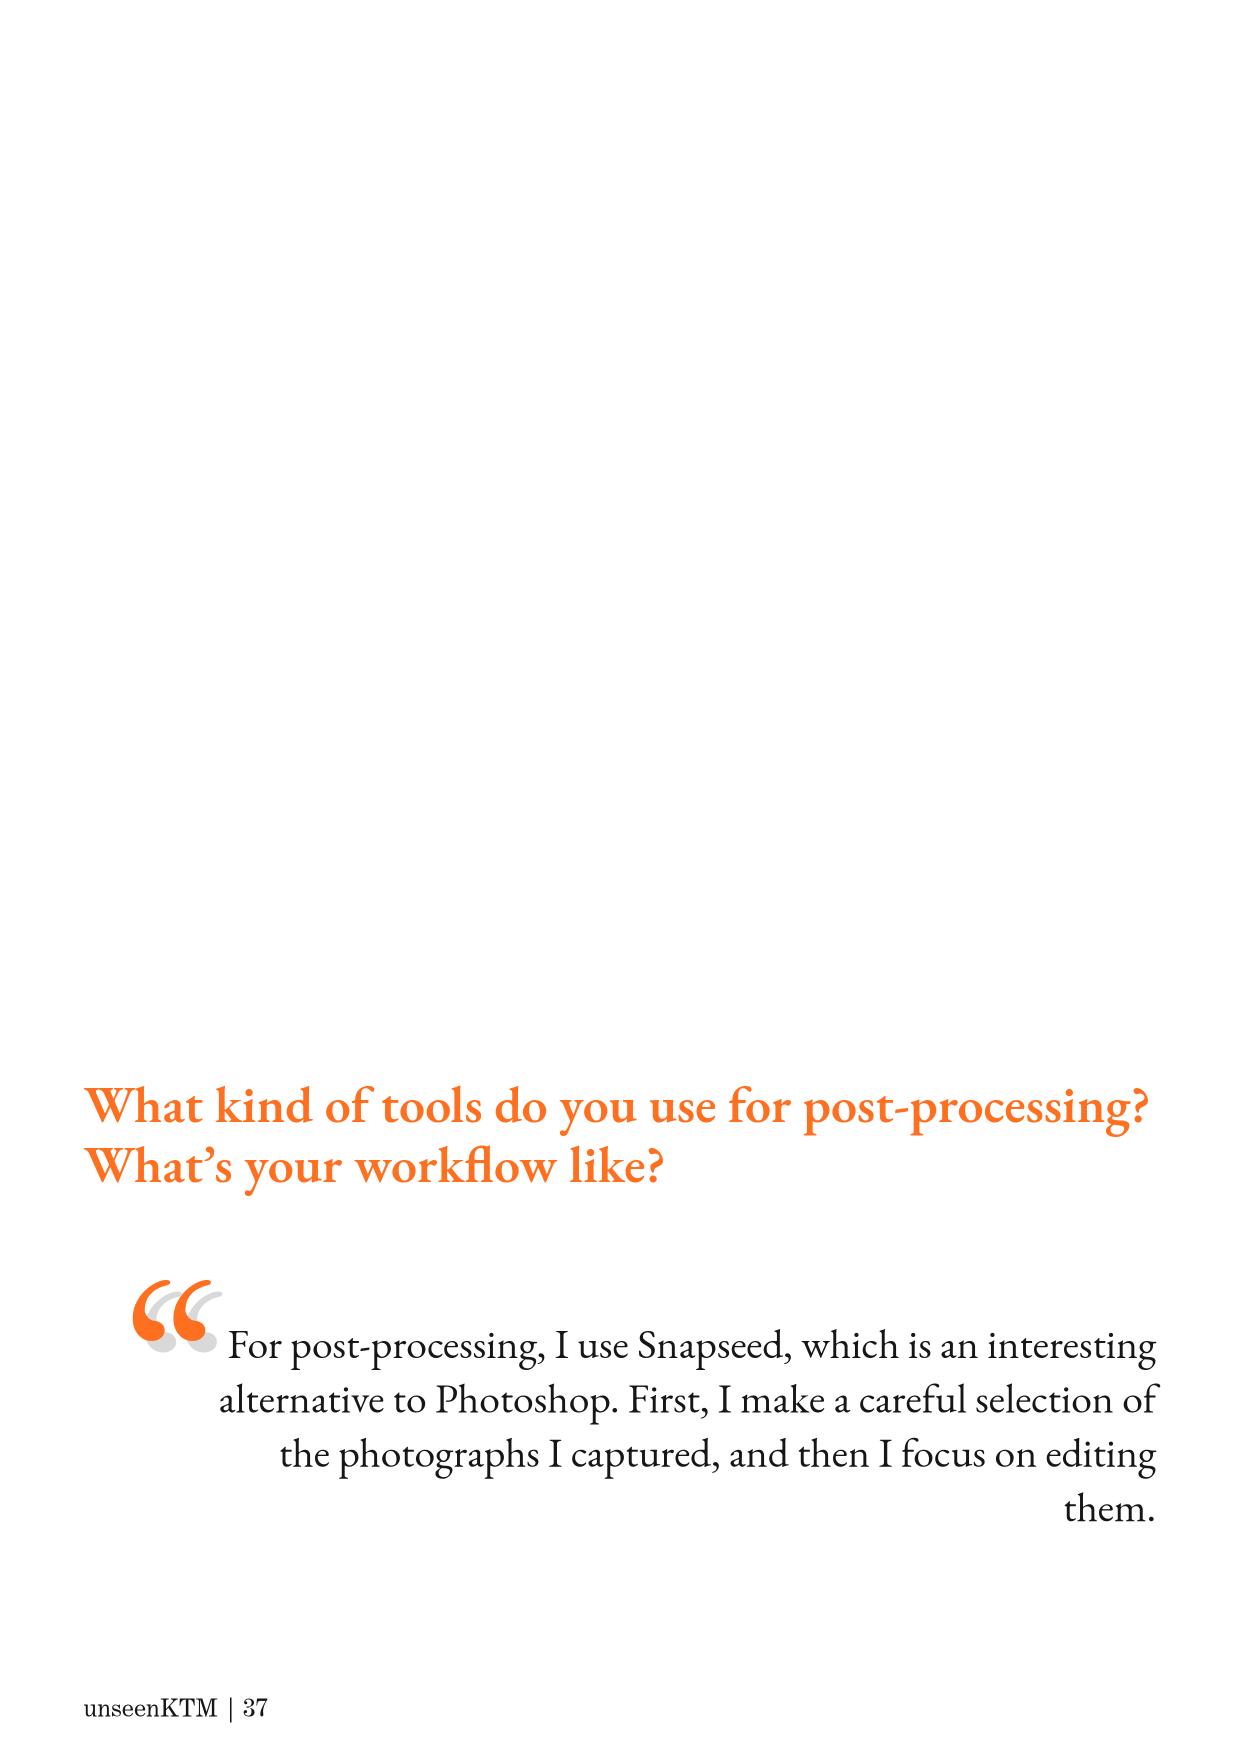 What kind of tools do you use for post-processing?
What’s your workflow like?
“
For post-processing, I use Snapseed, which is an interesting
alternative to Photoshop. First, I make a careful selection of
the photographs I captured, and then I focus on editing
them.
unseenKTM | 37